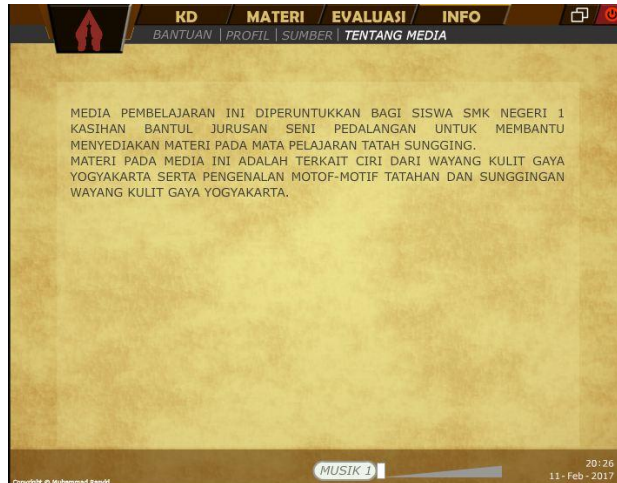 KD MATERI EVALUASI INFO
BANTUAN | PROFIL | SUMBER | TENTANG MEDIA
MEDIA PEMBELAJARAN INI DIPERUNTUKKAN BAGI SISWA SMK NEGERI 1
KASIHAN BANTUL JURUSAN SENI PEDALANGAN UNTUK MEMBANTU
MENYEDIAKAN MATERI PADA MATA PELAJARAN TATAH SUNGGING.
MATERI PADA MEDIA INI ADALAH TERKAIT CIRI DARI WAYANG KULIT GAYA
YOGYAKARTA SERTA PENGENALAN MOTOF-MOTIF TATAHAN DAN SUNGGINGAN
WAYANG KULIT GAYA YOGYAKARTA.
MUSIK 1
20:26
11- Feb - 2017
Copyright © Muhammad